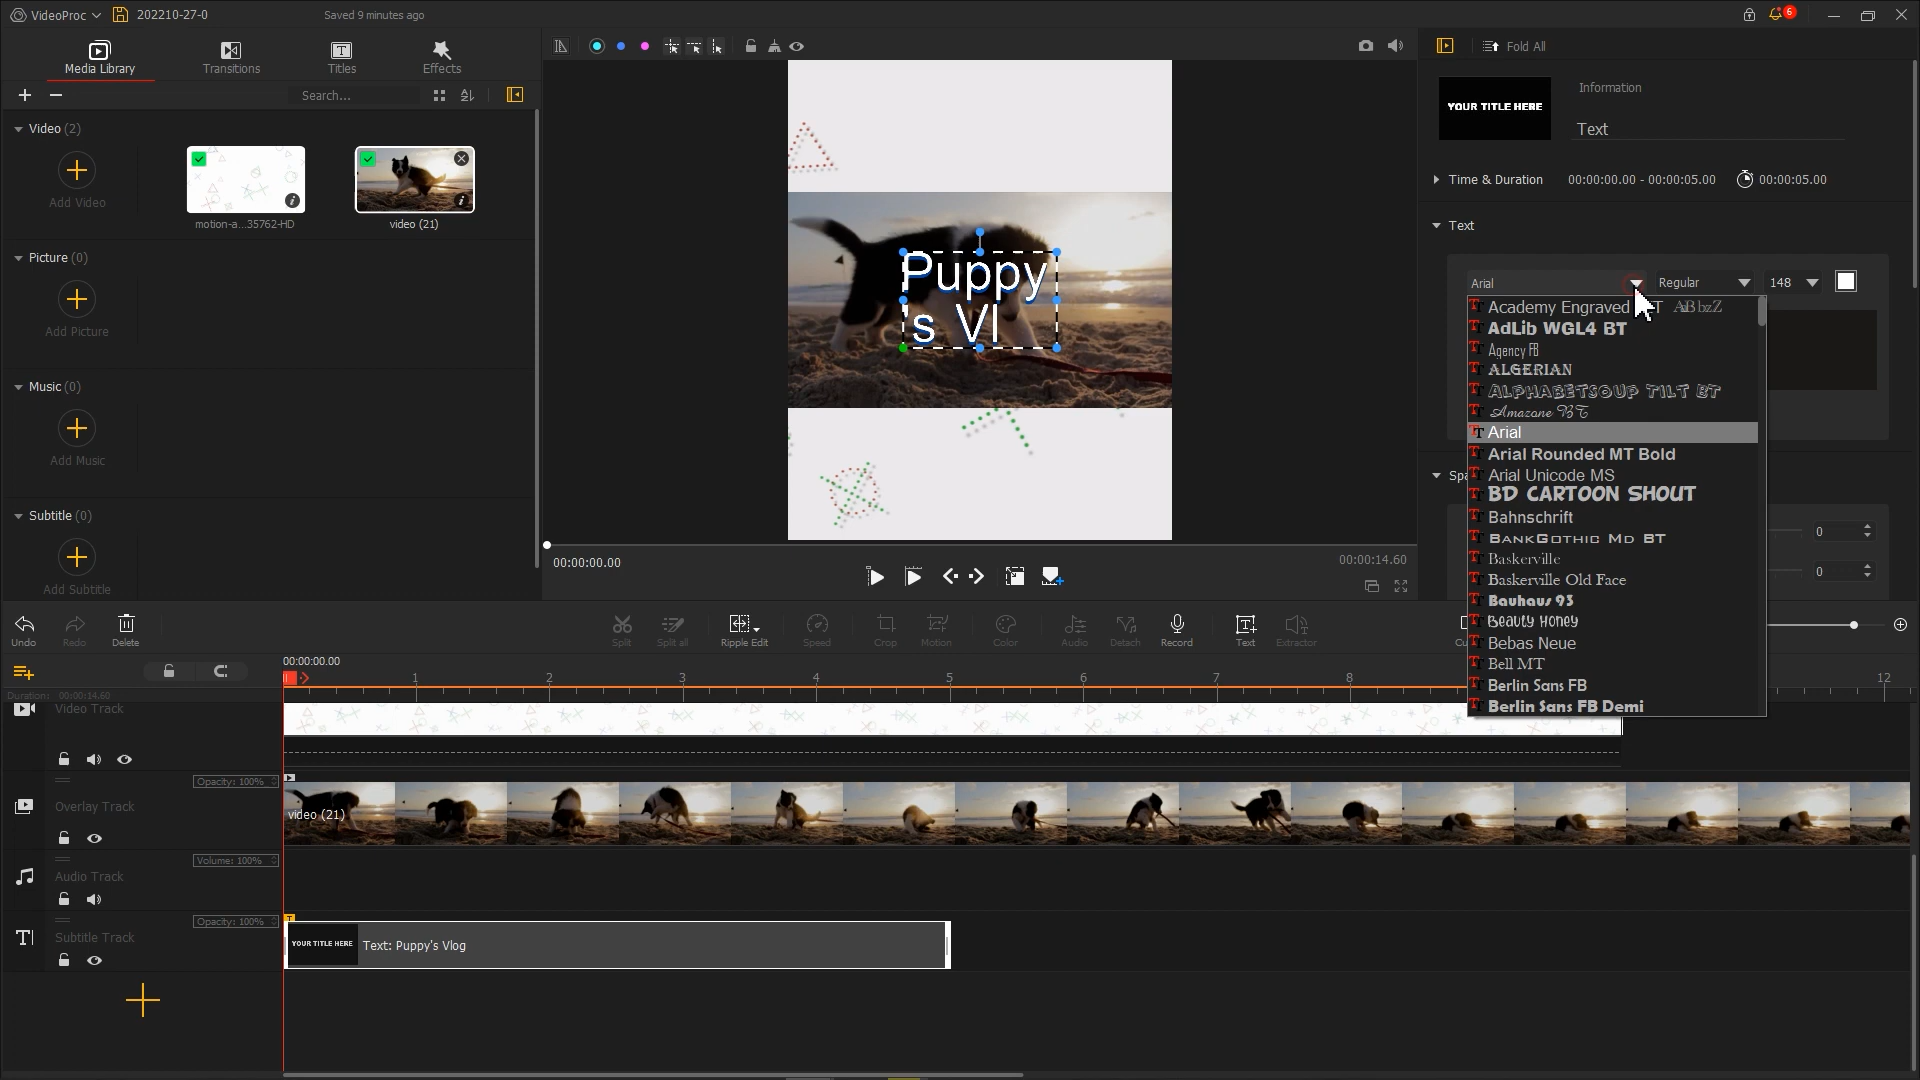 VideoProc
202210-27-0
Saved 9 minutes ago
6
Media Library
Transitions
Titles
Effects
Fold All
Search...
Video (2)
Add Video
motion-a...35762-HD
video (21)
Picture (0)
Add Picture
Music (0)
Add Music
Subtitle (0)
Add Subtitle
Puppy
's Vl
00:00:00.00
00:00:14.60
YOUR TITLE HERE
Information
Text
Time & Duration
00:00:00.00 - 00:00:05.00
00:00:05.00
Text
Arial
Regular
148
Academy Engraved
AaBbzZ
AdLib WGL4 BT
Agency FB
ALGERIAN
ALPHABETSOUP TILT BT
Amazone BT
Arial
Arial Rounded MT Bold
Arial Unicode MS
BD CARTOON SHOUT
Bahnschrift
BankGothic Md BT
Baskerville
Baskerville Old Face
Bauhaus 93
Beauty Honey
Bebas Neue
Bell MT
Berlin Sans FB
Berlin Sans FB Demi
0
0
Undo
Redo
Delete
Split
Split all
Ripple Edit
Speed
Crop
Motion
Color
Audio
Detach
Record
Text
Extractor
00:00:00.00
1
2
3
4
5
6
7
8
12
Duration: 00:00:14.60
Video Track
Opacity: 100%
Overlay Track
video (21)
Volume: 100%
Audio Track
Opacity: 100%
Subtitle Track
YOUR TITLE HERE
Text: Puppy's Vlog